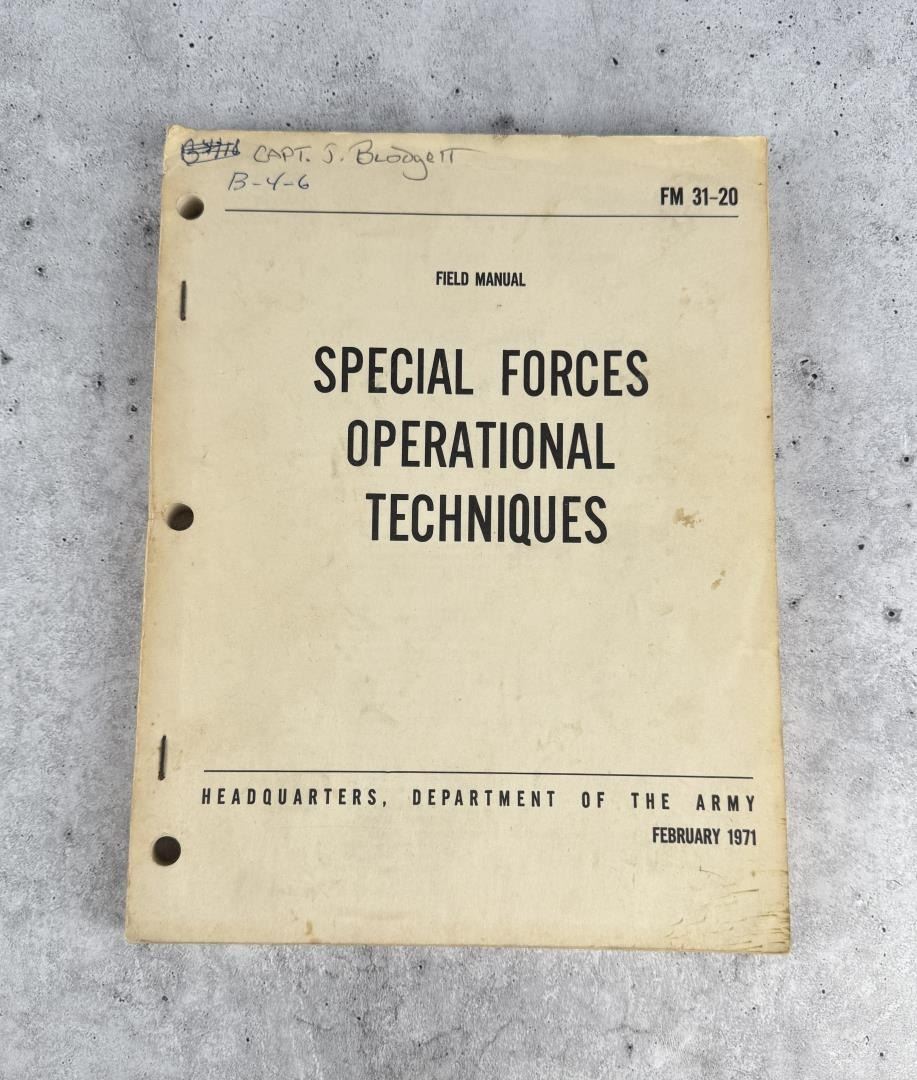 CAPT. J. Blodgett
B-4-6
FM 31-20
FIELD MANUAL
SPECIAL FORCES
OPERATIONAL
TECHNIQUES
HEADQUARTERS, DEPARTMENT OF THE ARMY
FEBRUARY 1971